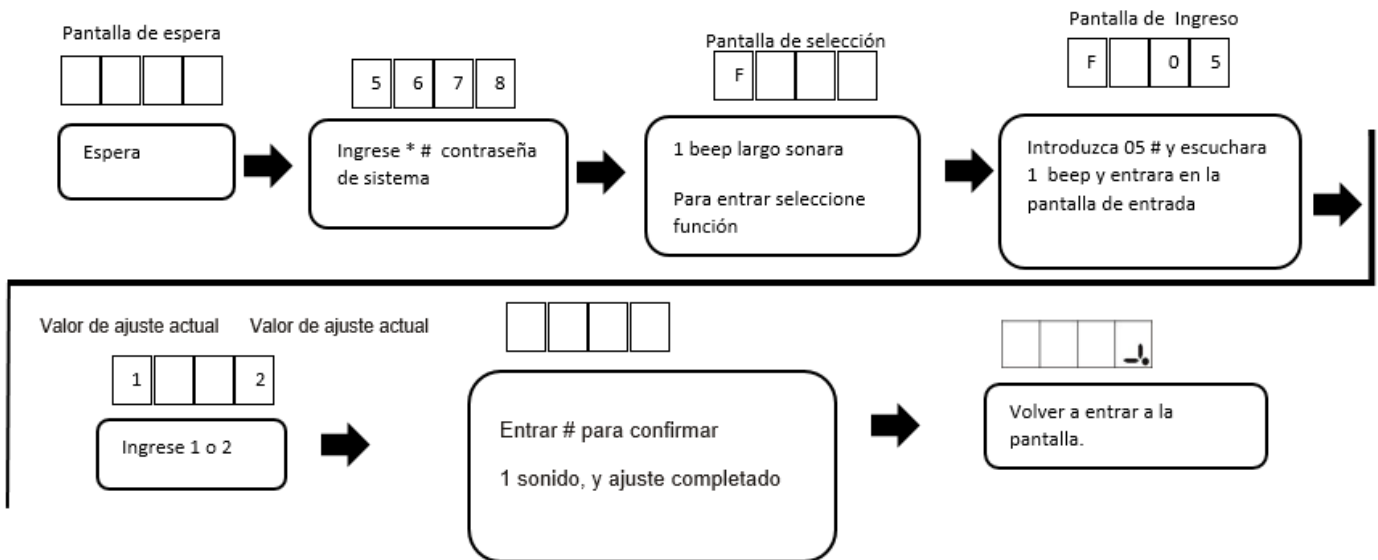 Pantalla de espera
Pantalla de selección
Pantalla de Ingreso
5 6 7 8
F
F 0 5
Espera
Ingrese * # contraseña
de sistema
1 beep largo sonara
Para entrar seleccione
función
Introduzca 05 # y escuchara
1 beep y entrara en la
pantalla de entrada
Valor de ajuste actual
Valor de ajuste actual
1 2
Ingrese 1 o 2
Entrar # para confirmar
1 sonido, y ajuste completado
Volver a entrar a la
pantalla.